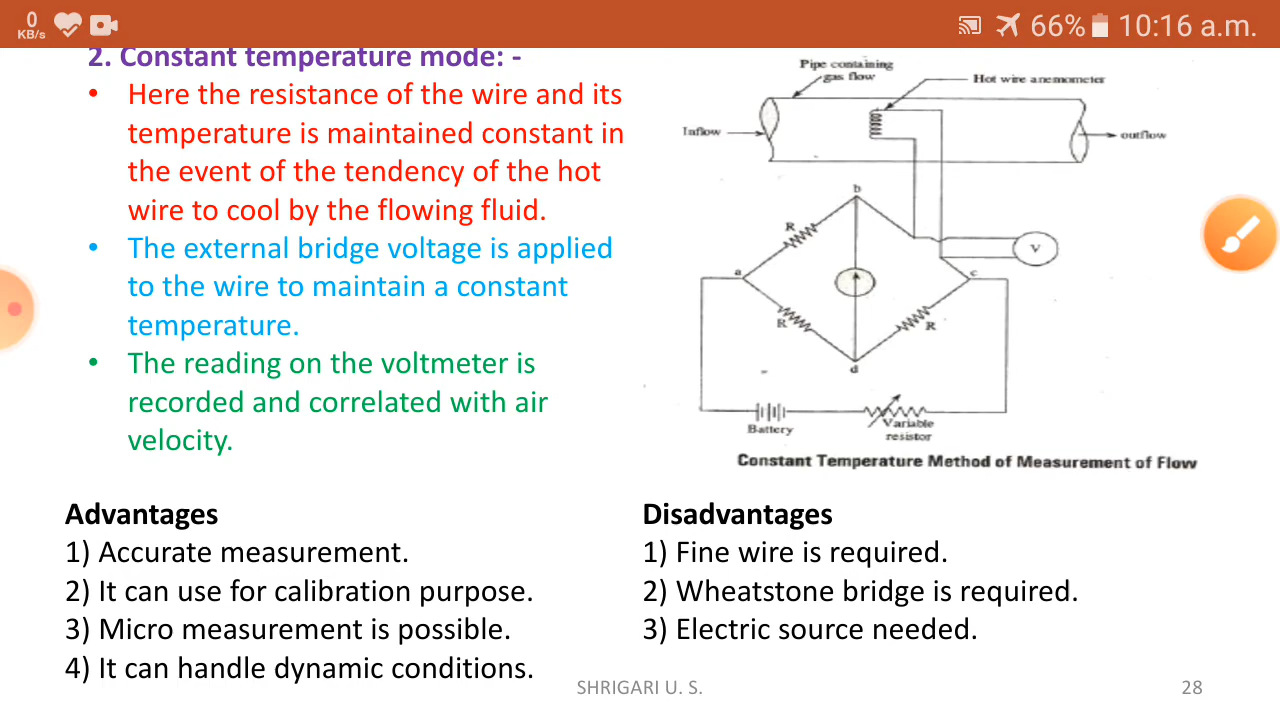 0
KB/s
66% 10:16 a.m.
2. Constant temperature mode: -
• Here the resistance of the wire and its
temperature is maintained constant in
the event of the tendency of the hot
wire to cool by the flowing fluid.
• The external bridge voltage is applied
to the wire to maintain a constant
temperature.
• The reading on the voltmeter is
recorded and correlated with air
velocity.
Pipe containing
gas flow
Hot wire anemometer
Inflow
outflow
b
R
V
a
c
R
R
d
Battery
Variable
resistor
Constant Temperature Method of Measurement of Flow
Advantages
1) Accurate measurement.
2) It can use for calibration purpose.
3) Micro measurement is possible.
4) It can handle dynamic conditions.
Disadvantages
1) Fine wire is required.
2) Wheatstone bridge is required.
3) Electric source needed.
SHRIGARI U. S.
28